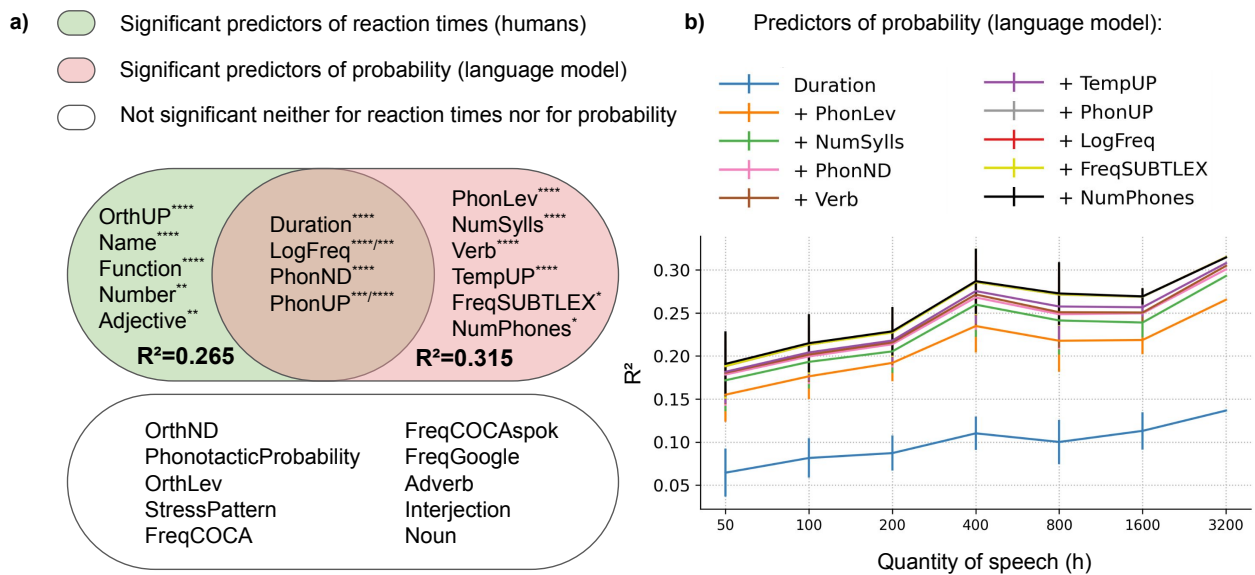 a)
Significant predictors of reaction times (humans)
Significant predictors of probability (language model)
Not significant neither for reaction times nor for probability
OrthUP****
Name****
Function****
Number**
Adjective**
R²=0.265
Duration****
LogFreq****/***
PhonND****
PhonUP***/****
PhonLev****
NumSylls****
Verb****
TempUP****
FreqSUBTLEX*
NumPhones*
R²=0.315
OrthND
PhonotacticProbability
OrthLev
StressPattern
FreqCOCA
FreqCOCAspok
FreqGoogle
Adverb
Interjection
Noun
b)
Predictors of probability (language model):
Duration
+ PhonLev
+ NumSylls
+ PhonND
+ Verb
+ TempUP
+ PhonUP
+ LogFreq
+ FreqSUBTLEX
+ NumPhones
R²
0.30
0.25
0.20
0.15
0.10
0.05
50 100 200 400 800 1600 3200
Quantity of speech (h)